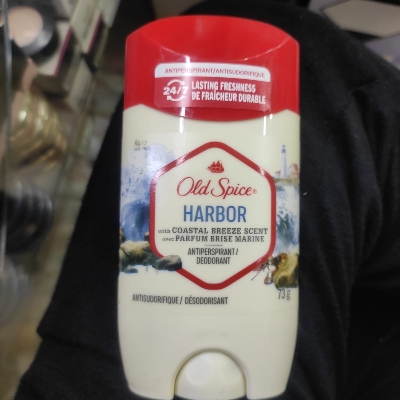 ANTIPERSPIRANT/ANTISUDORIFIQUE
24/7 LASTING FRESHNESS
DE FRAÎCHEUR DURABLE
Old Spice®
HARBOR
with COASTAL BREEZE SCENT
avec PARFUM BRISE MARINE
ANTIPERSPIRANT/
DEODORANT
73 g
ANTISUDORIFIQUE / DÉSODORISANT